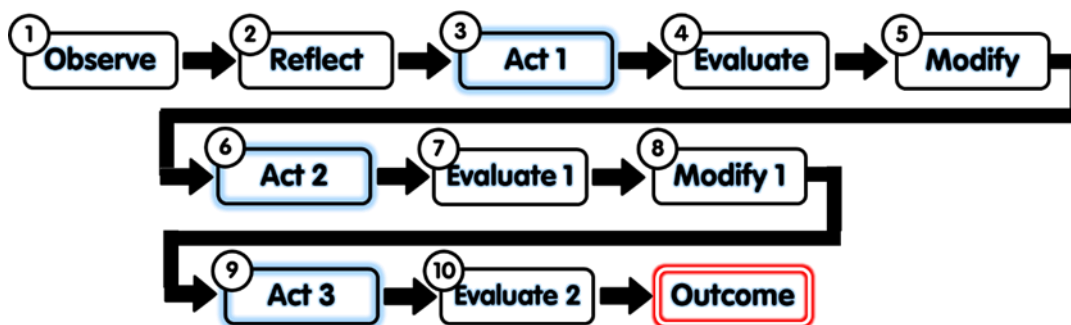 1 Observe
2 Reflect
3 Act 1
4 Evaluate
5 Modify
6 Act 2
7 Evaluate 1
8 Modify 1
9 Act 3
10 Evaluate 2
Outcome